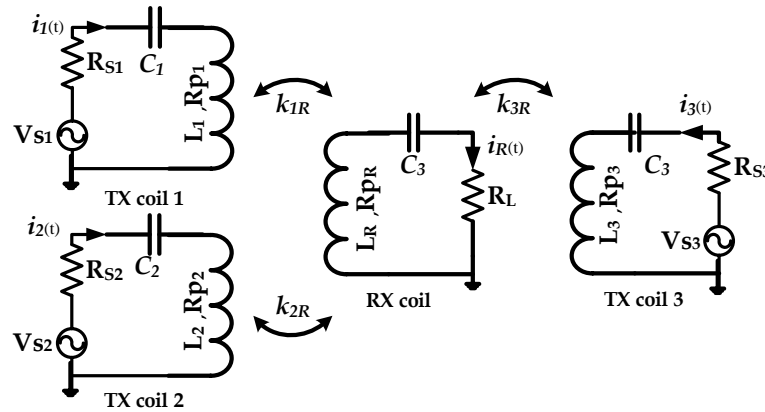 i1(t)
RS1
C1
L1 ,Rp1
VS1
TX coil 1
k1R
k3R
i2(t)
RS2
C2
L2 ,Rp2
VS2
TX coil 2
k2R
C3
iR(t)
RL
LR ,RpR
RX coil
i3(t)
C3
RS3
L3 ,Rp3
VS3
TX coil 3